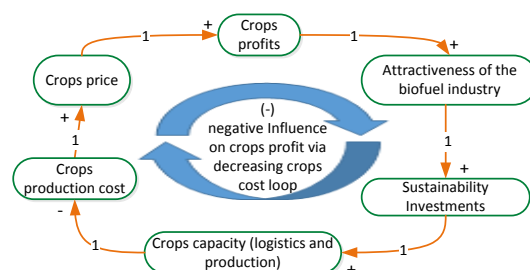 +
Crops
profits
1
1
+
Crops price
Attractiveness of the
biofuel industry
+
1
(-)
negative Influence
on crops profit via
decreasing crops
cost loop
1
+
Crops
production cost
-
Sustainability
Investments
1
Crops capacity (logistics and
production)
1
+